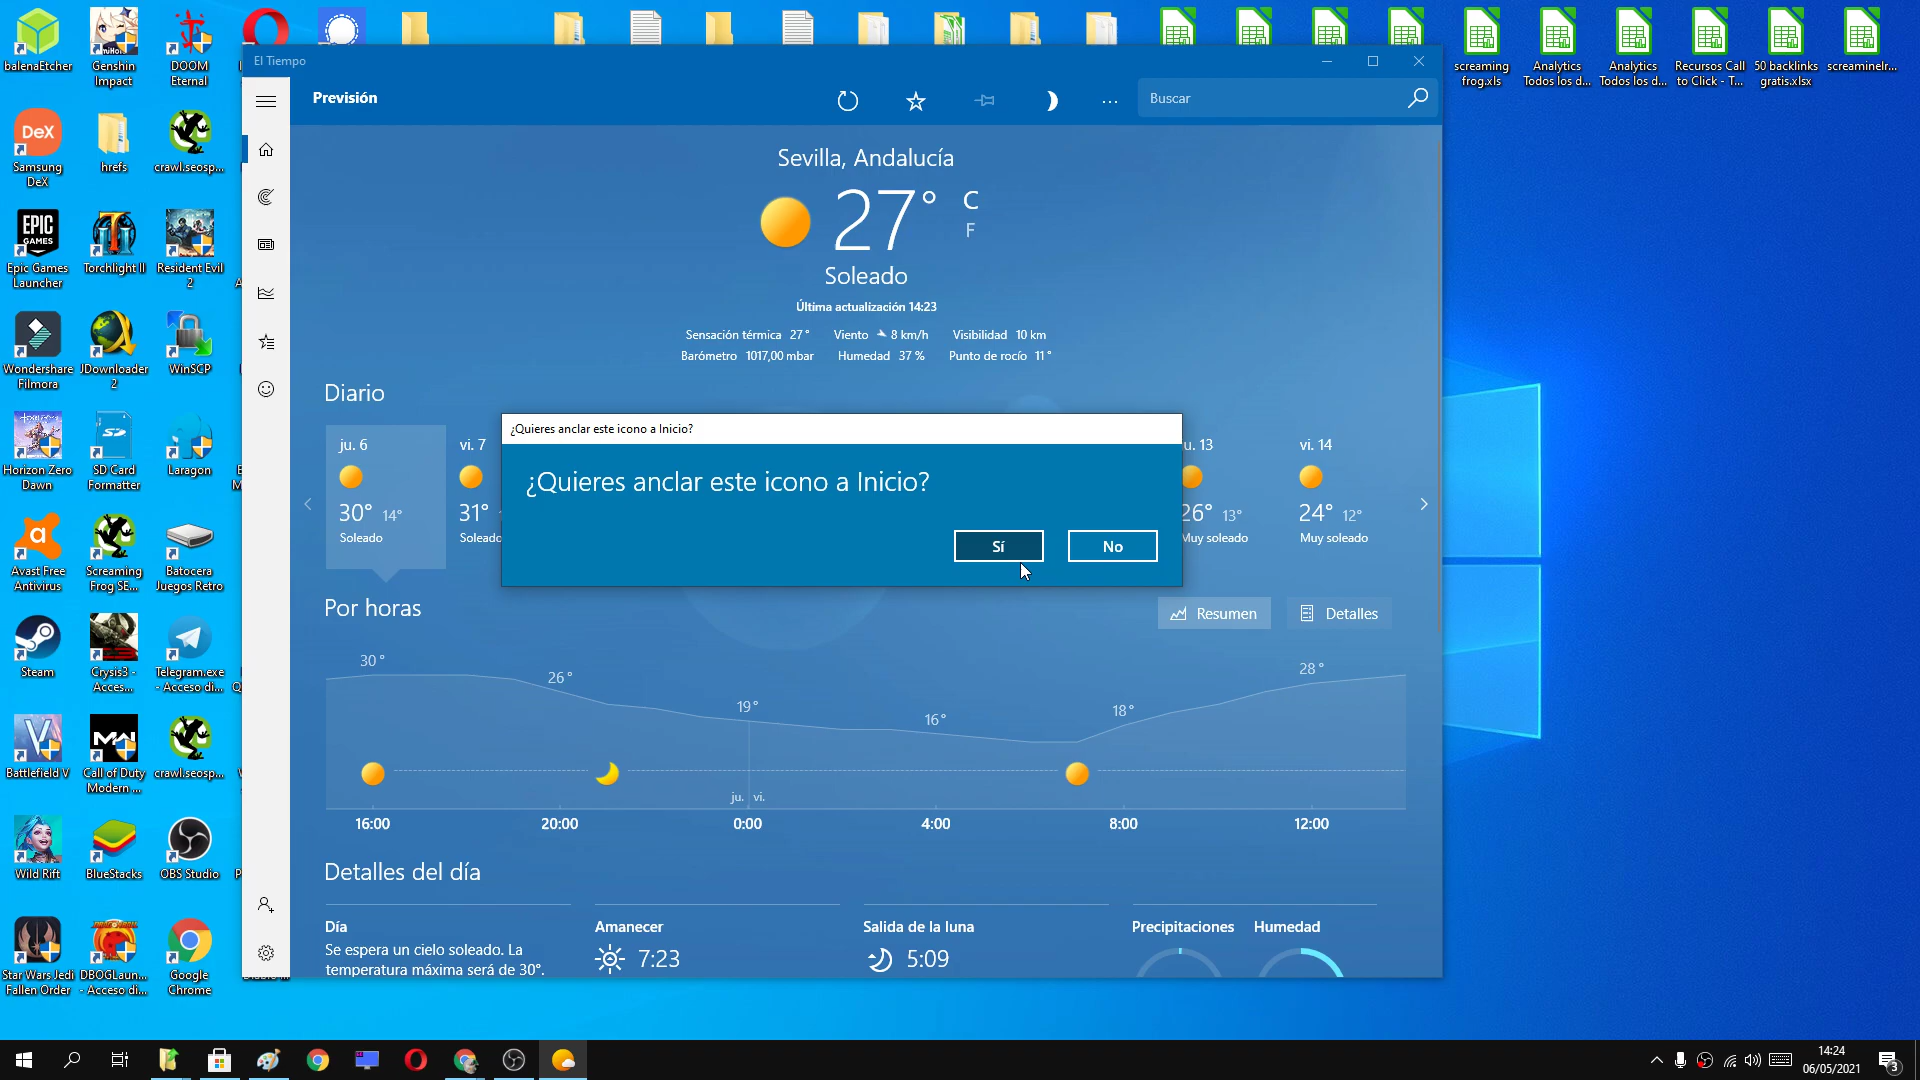 balenaEtcher
Genshin Impact
DOOM Eternal
screaming frog.xls
Analytics Todos los d...
Analytics Todos los d...
Recursos Call to Click - T...
50 backlinks gratis.xlsx
screaminelr...
El Tiempo
Previsión
Buscar
DeX
Samsung DeX
hrefs
crawl.seosp...
EPIC GAMES
Epic Games Launcher
Torchlight II
Resident Evil 2
Wondershare Filmora
JDownloader 2
WinSCP
Horizon Zero Dawn
SD Card Formatter
Laragon
Avast Free Antivirus
Screaming Frog SE...
Batocera Juegos Retro
Steam
Crysis3 - Acces...
Telegram.exe - Acceso di...
Battlefield V
Call of Duty Modern ...
crawl.seosp...
Wild Rift
BlueStacks
OBS Studio
Star Wars Jedi Fallen Order
DBOGLaun... - Acceso di...
Google Chrome
Sevilla, Andalucía
27° C
F
Soleado
Última actualización 14:23
Sensación térmica 27° Viento 8 km/h Visibilidad 10 km
Barómetro 1017,00 mbar Humedad 37 % Punto de rocío 11°
Diario
ju. 6
30° 14°
Soleado
vi. 7
31°
Soleado
¿Quieres anclar este icono a Inicio?
¿Quieres anclar este icono a Inicio?
Sí
No
ju. 13
26° 13°
Muy soleado
vi. 14
24° 12°
Muy soleado
Por horas
Resumen
Detalles
30° 26° 19° 16° 18° 28°
ju. vi.
16:00 20:00 0:00 4:00 8:00 12:00
Detalles del día
Día
Se espera un cielo soleado. La
temperatura máxima será de 30°.
Amanecer
7:23
Salida de la luna
5:09
Precipitaciones
Humedad
14:24
06/05/2021
3